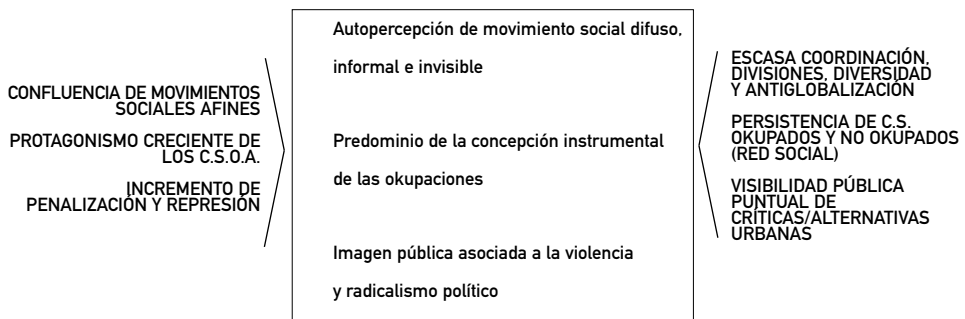 CONFLUENCIA DE MOVIMIENTOS
SOCIALES AFINES
PROTAGONISMO CRECIENTE DE
LOS C.S.O.A.
INCREMENTO DE
PENALIZACIÓN Y REPRESIÓN
Autopercepción de movimiento social difuso,
informal e invisible
Predominio de la concepción instrumental
de las okupaciones
Imagen pública asociada a la violencia
y radicalismo político
ESCASA COORDINACIÓN,
DIVISIONES, DIVERSIDAD
Y ANTIGLOBALIZACIÓN
PERSISTENCIA DE C.S.
OKUPADOS Y NO OKUPADOS
(RED SOCIAL)
VISIBILIDAD PÚBLICA
PUNTUAL DE
CRÍTICAS/ALTERNATIVAS
URBANAS